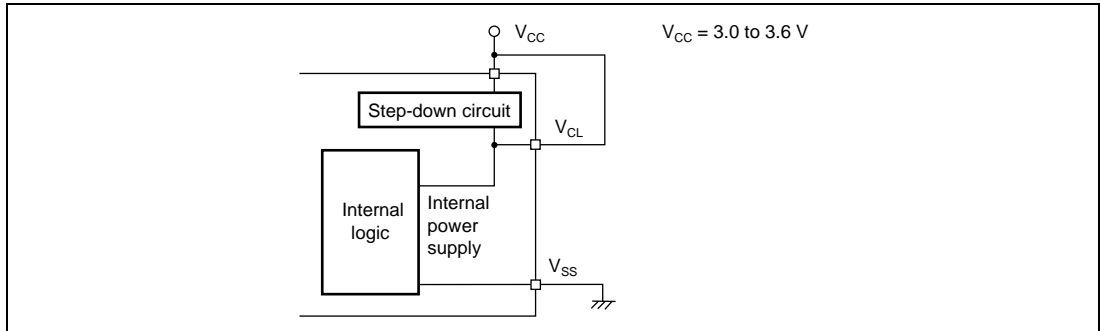 V_CC
V_CC = 3.0 to 3.6 V
Step-down circuit
V_CL
Internal
logic
Internal
power
supply
V_SS